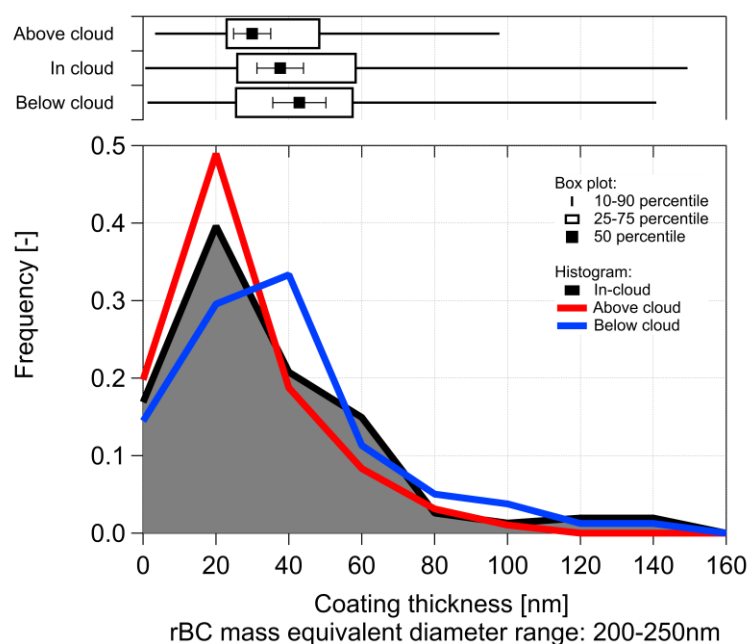 Above cloud
In cloud
Below cloud
0.5
0.4
0.3
0.2
0.1
0.0
Frequency [-]
Box plot:
10-90 percentile
25-75 percentile
50 percentile
Histogram:
In-cloud
Above cloud
Below cloud
0 20 40 60 80 100 120 140 160
Coating thickness [nm]
rBC mass equivalent diameter range: 200-250nm